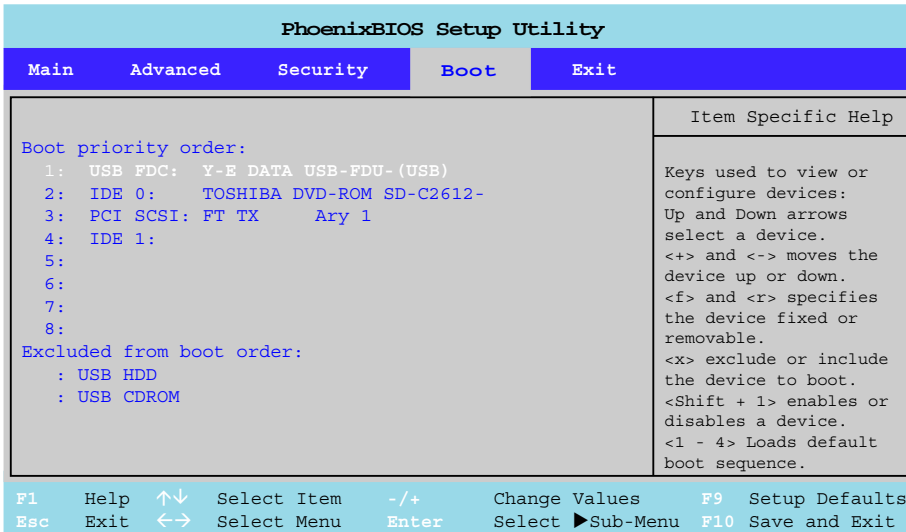 PhoenixBIOS Setup Utility
Main Advanced Security Boot Exit
Boot priority order:
1: USB FDC: Y-E DATA USB-FDU-(USB)
2: IDE 0: TOSHIBA DVD-ROM SD-C2612-
3: PCI SCSI: FT TX Ary 1
4: IDE 1:
5:
6:
7:
8:
Excluded from boot order:
: USB HDD
: USB CDROM
Item Specific Help
Keys used to view or
configure devices:
Up and Down arrows
select a device.
<+> and <-> moves the
device up or down.
<f> and <r> specifies
the device fixed or
removable.
<x> exclude or include
the device to boot.
<Shift + 1> enables or
disables a device.
<1 - 4> Loads default
boot sequence.
F1 Help ↑↓ Select Item -/+ Change Values F9 Setup Defaults
Esc Exit ←→ Select Menu Enter Select ▶Sub-Menu F10 Save and Exit